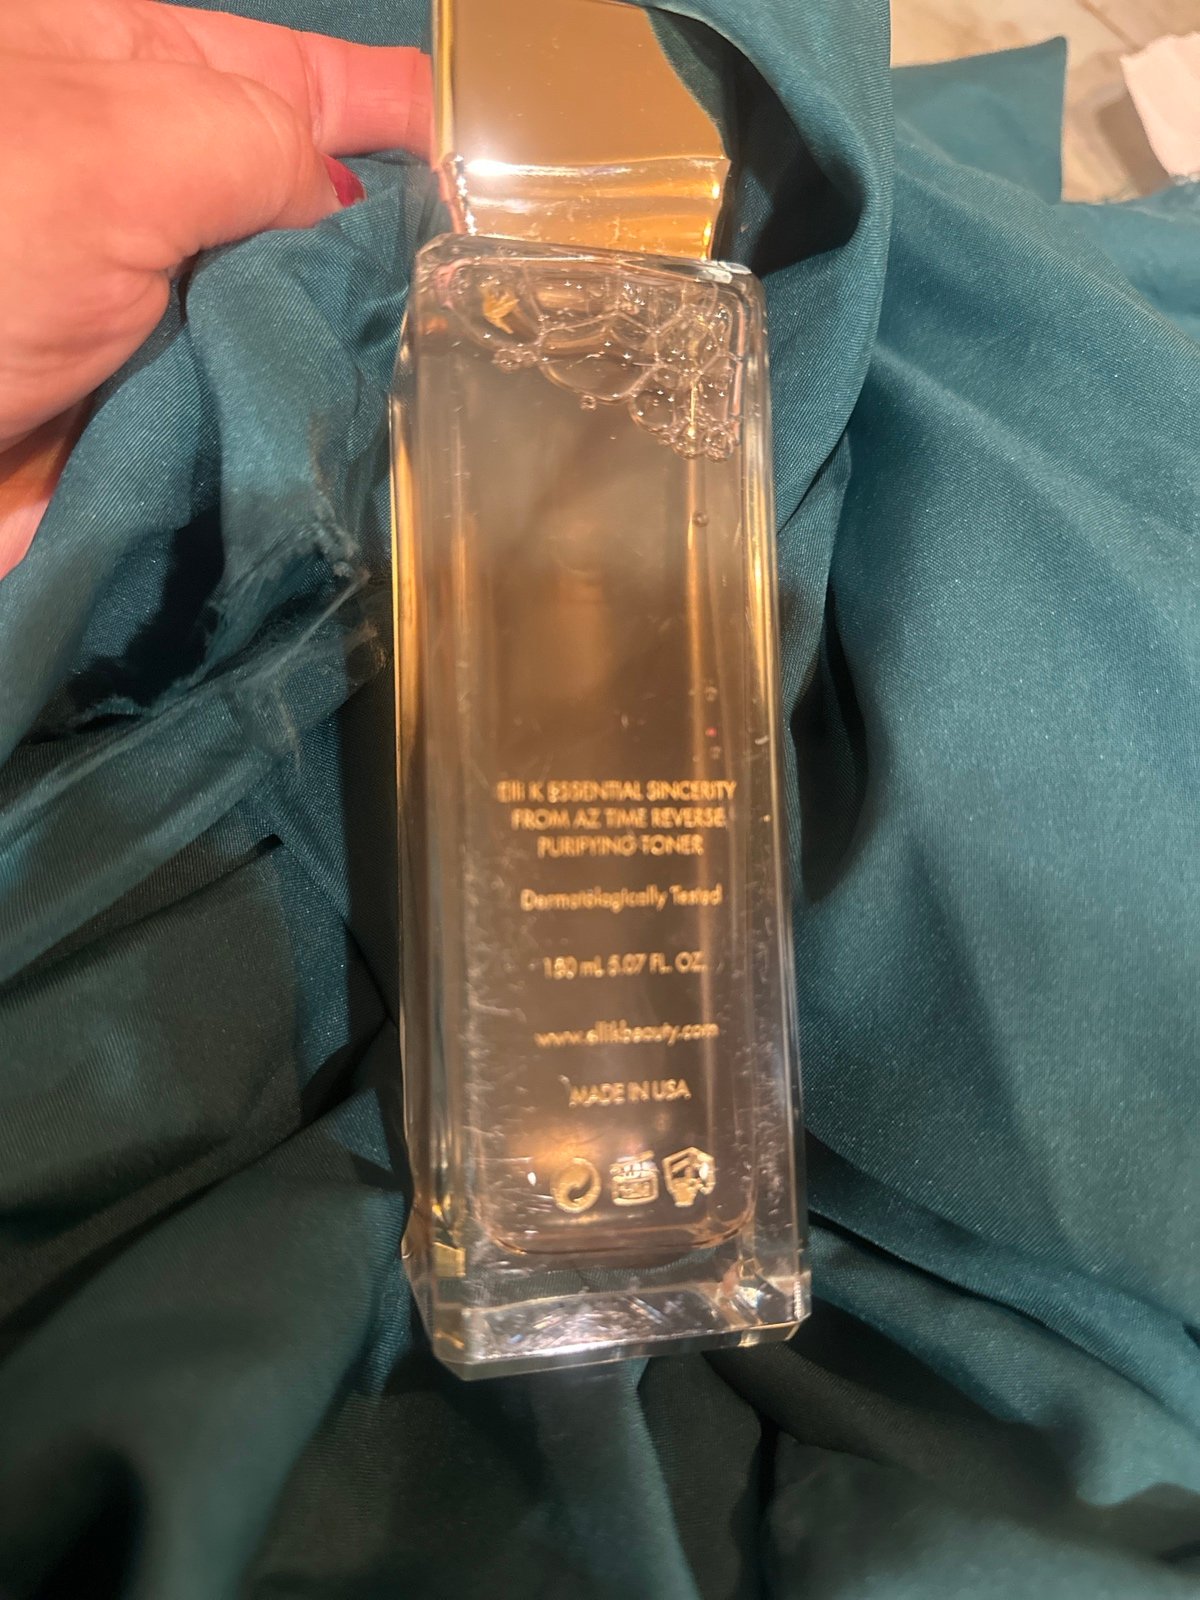 Elli K ESSENTIAL SINCERITY
FROM AZ TIME REVERSE
PURIFYING TONER
Dermatologically Tested
150 mL 5.07 FL. OZ.
www.ellikbeauty.com
MADE IN USA